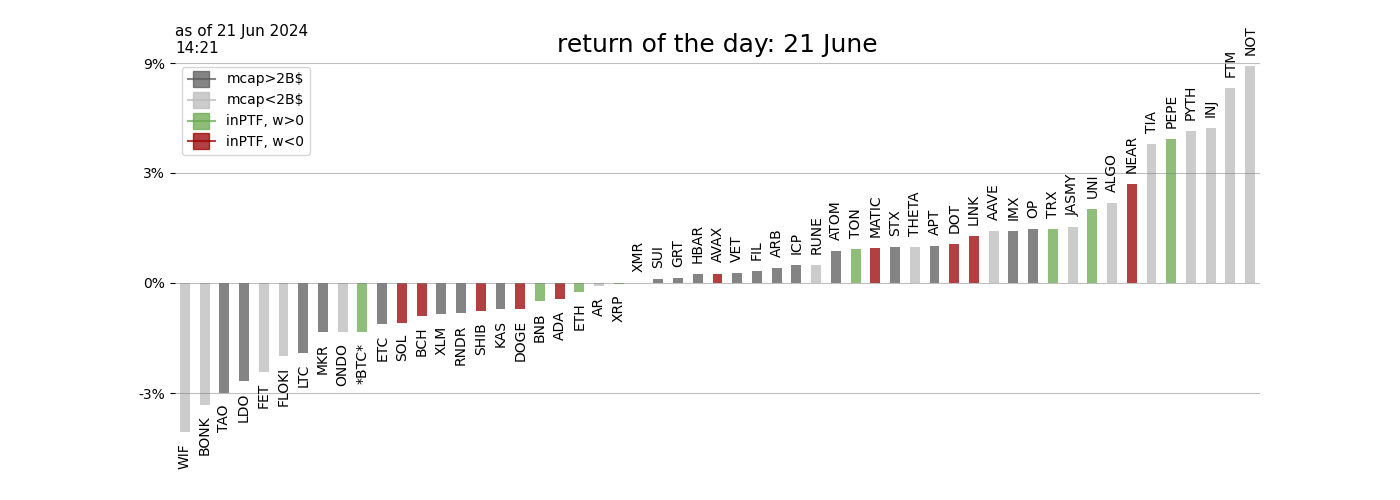 as of 21 Jun 2024
14:21
return of the day: 21 June
9%
3%
0%
-3%
mcap>2B$
mcap<2B$
inPTF, w>0
inPTF, w<0
WIF
BONK
TAO
LDO
FET
FLOKI
LTC
MKR
ONDO
*BTC*
ETC
SOL
BCH
XLM
RNDR
SHIB
KAS
DOGE
BNB
ADA
ETH
AR
XRP
XMR
SUI
GRT
HBAR
AVAX
VET
FIL
ARB
ICP
RUNE
ATOM
TON
MATIC
STX
THETA
APT
DOT
LINK
AAVE
IMX
OP
TRX
JASMY
UNI
ALGO
NEAR
TIA
PEPE
PYTH
INJ
FTM
NOT